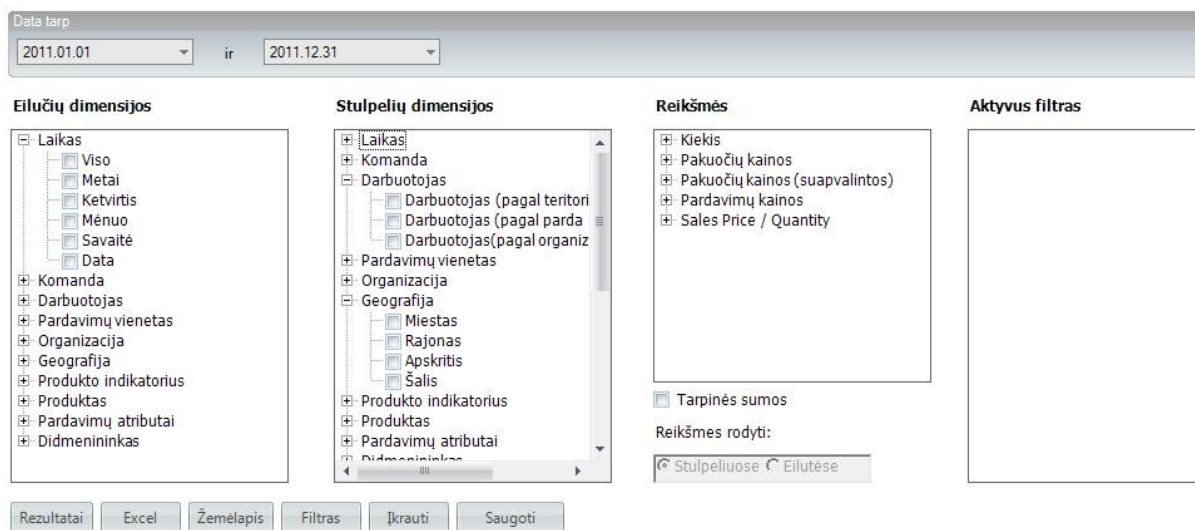 Data tarp
2011.01.01 ir 2011.12.31
Eilučių dimensijos
Laikas
Viso
Metai
Ketvirtis
Mėnuo
Savaitė
Data
Komanda
Darbuotojas
Pardavimų vienetas
Organizacija
Geografija
Produkto indikatorius
Produktas
Pardavimų atributai
Didmenininkas
Stulpelių dimensijos
Laikas
Komanda
Darbuotojas
Darbuotojas (pagal teritori
Darbuotojas (pagal parda
Darbuotojas(pagal organiz
Pardavimų vienetas
Organizacija
Geografija
Miestas
Rajonas
Apskritis
Šalis
Produkto indikatorius
Produktas
Pardavimų atributai
Didmenininkas
Reikšmės
Kiekis
Pakuočių kainos
Pakuočių kainos (suapvalintos)
Pardavimų kainos
Sales Price / Quantity
Tarpinės sumos
Reikšmes rodyti:
Stulpeliuose Eilutėse
Aktyvus filtras
Rezultatai Excel Žemėlapis Filtras Įkrauti Saugoti